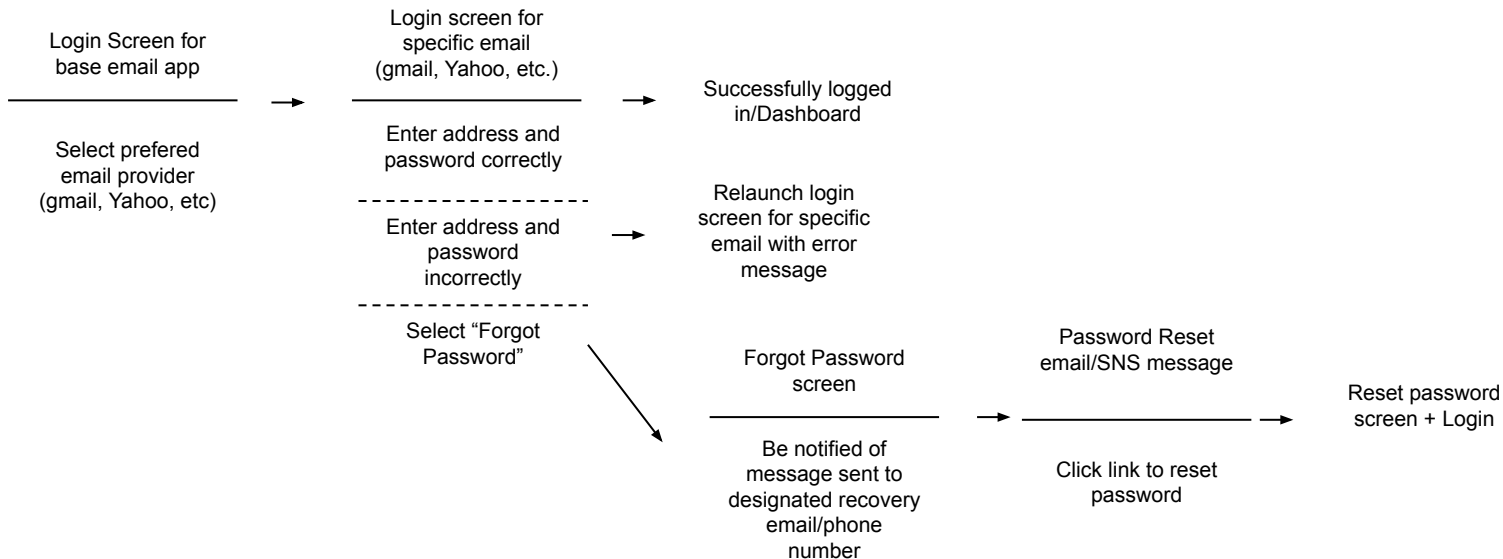 Login Screen for
base email app
Select prefered
email provider
(gmail, Yahoo, etc)
Login screen for
specific email
(gmail, Yahoo, etc.)
Enter address and
password correctly
Enter address and
password
incorrectly
Select “Forgot
Password”
Successfully logged
in/Dashboard
Relaunch login
screen for specific
email with error
message
Forgot Password
screen
Be notified of
message sent to
designated recovery
email/phone
number
Password Reset
email/SNS message
Click link to reset
password
Reset password
screen + Login